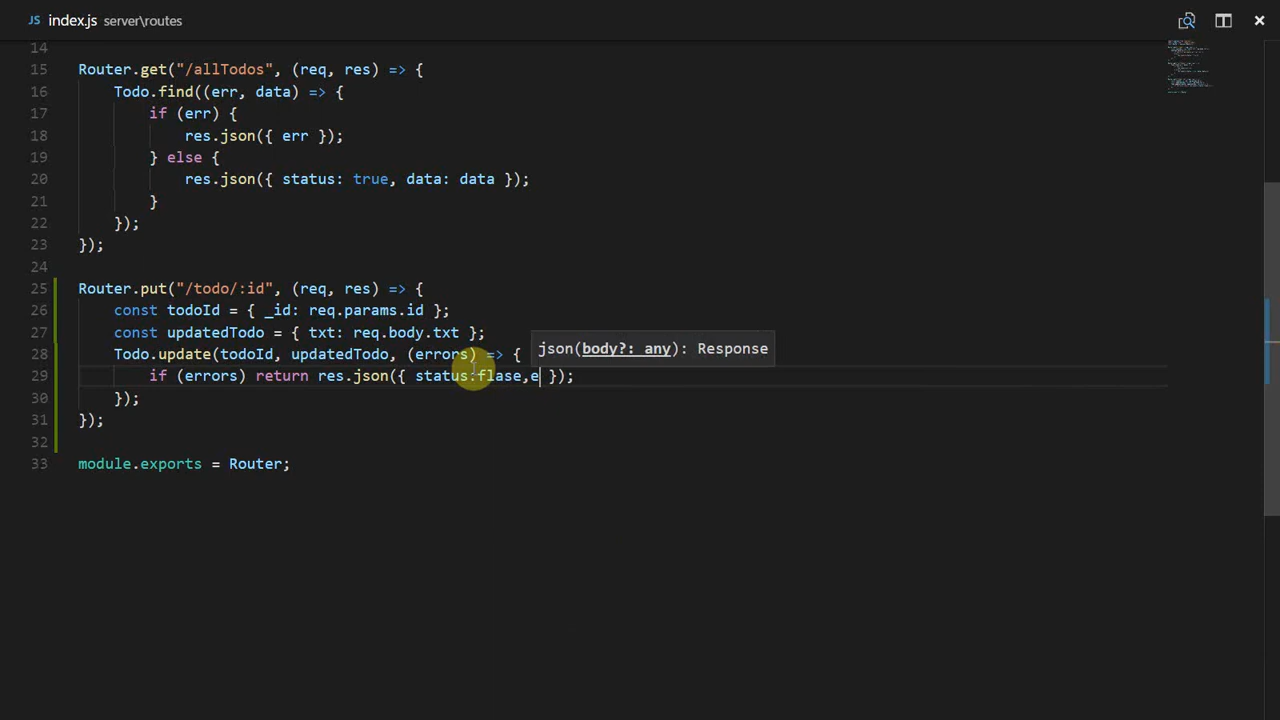 JS index.js server\routes
14
15 Router.get("/allTodos", (req, res) => {
16 Todo.find((err, data) => {
17 if (err) {
18 res.json({ err });
19 } else {
20 res.json({ status: true, data: data });
21 }
22 });
23 });
24
25 Router.put("/todo/:id", (req, res) => {
26 const todoId = { _id: req.params.id };
27 const updatedTodo = { txt: req.body.txt };
json(body?: any): Response
28 Todo.update(todoId, updatedTodo, (errors) => {
29 if (errors) return res.json({ status:flase,e });
30 });
31 });
32
33 module.exports = Router;